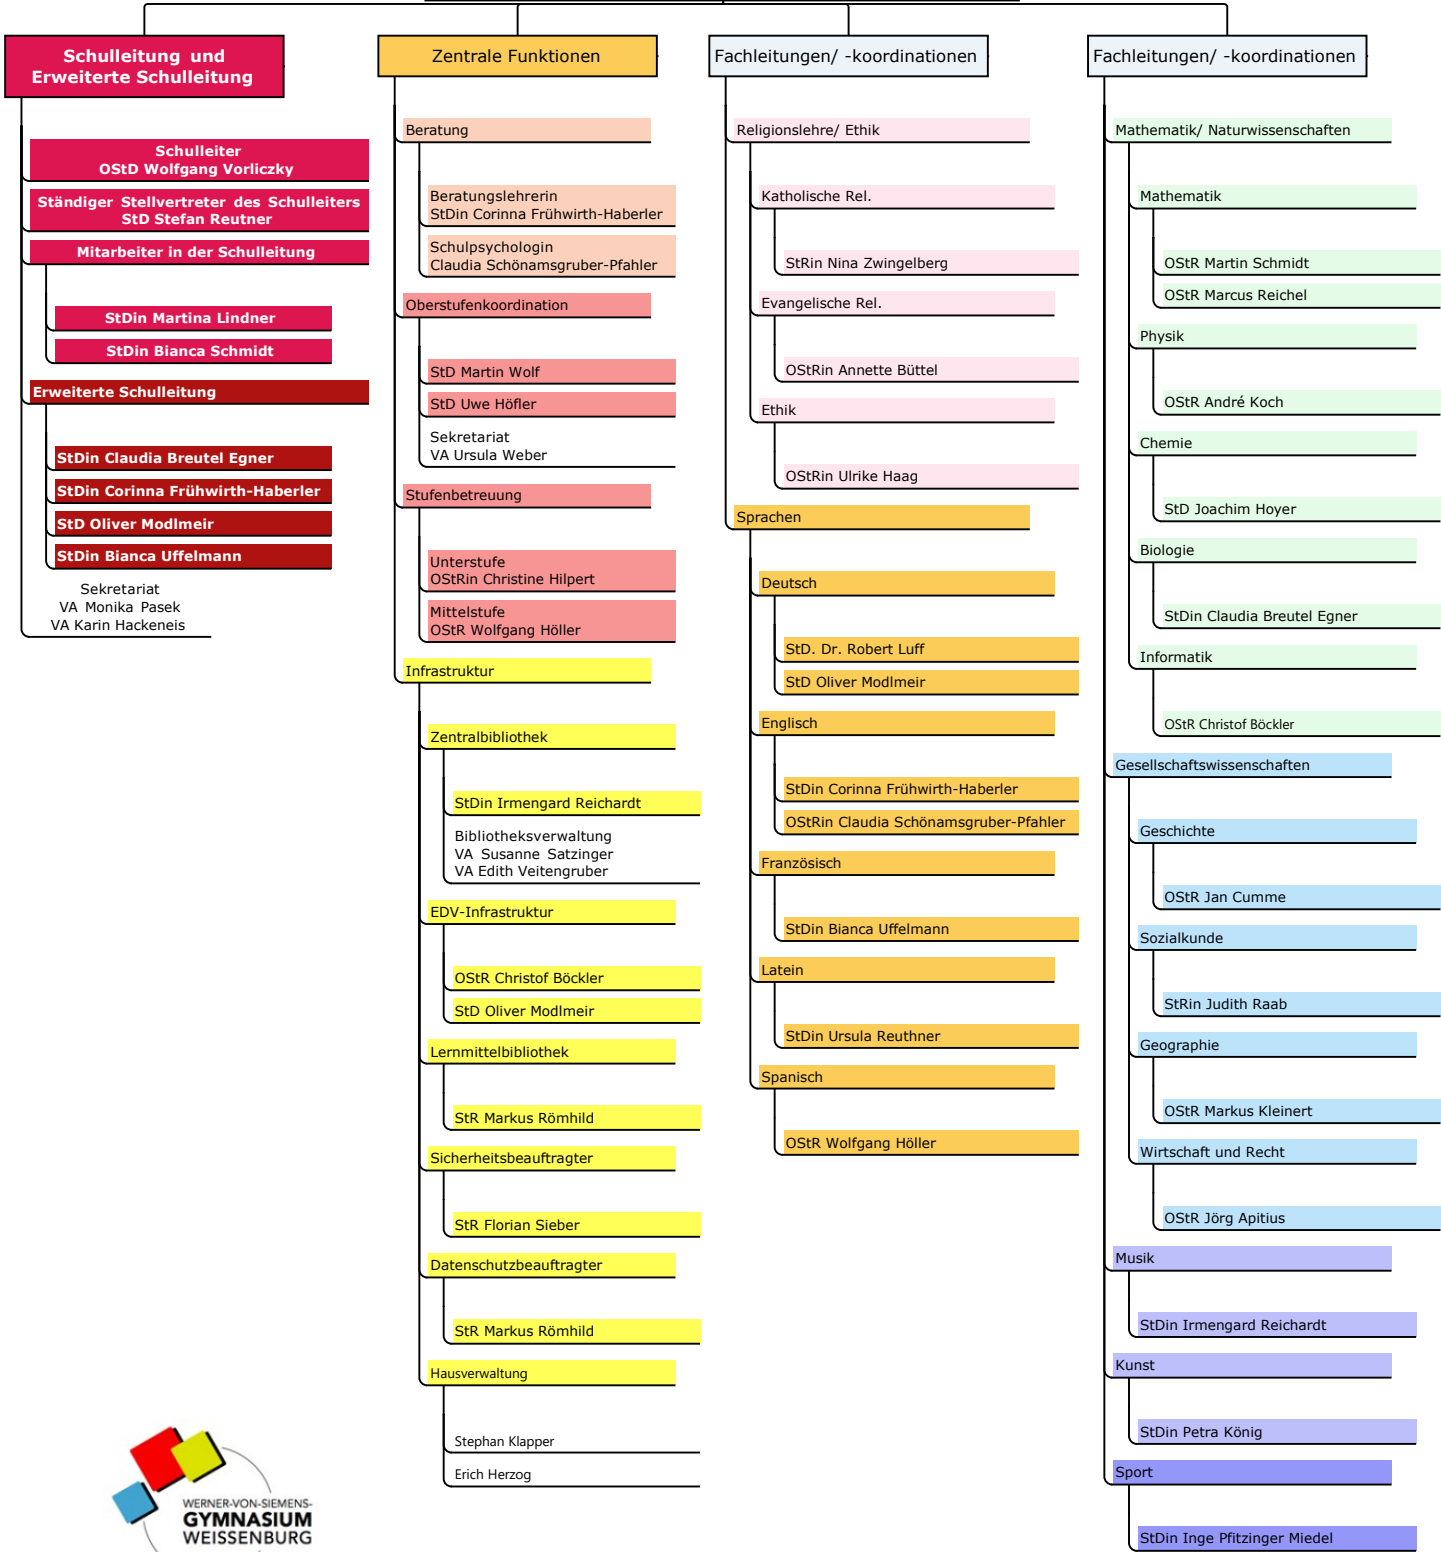 Schulleitung und
Erweiterte Schulleitung
Schulleiter
OStD Wolfgang Vorliczky
Ständiger Stellvertreter des Schulleiters
StD Stefan Reutner
Mitarbeiter in der Schulleitung
StDin Martina Lindner
StDin Bianca Schmidt
Erweiterte Schulleitung
StDin Claudia Breutel Egner
StDin Corinna Frühwirth-Haberler
StD Oliver Modlmeir
StDin Bianca Uffelmann
Sekretariat
VA Monika Pasek
VA Karin Hackeneis
Zentrale Funktionen
Beratung
Beratungslehrerin
StDin Corinna Frühwirth-Haberler
Schulpsychologin
Claudia Schönamsgruber-Pfahler
Oberstufenkoordination
StD Martin Wolf
StD Uwe Höfler
Sekretariat
VA Ursula Weber
Stufenbetreuung
Unterstufe
OStRin Christine Hilpert
Mittelstufe
OStR Wolfgang Höller
Infrastruktur
Zentralbibliothek
StDin Irmengard Reichardt
Bibliotheksverwaltung
VA Susanne Satzinger
VA Edith Veitengruber
EDV-Infrastruktur
OStR Christof Böckler
StD Oliver Modlmeir
Lernmittelbibliothek
StR Markus Römhild
Sicherheitsbeauftragter
StR Florian Sieber
Datenschutzbeauftragter
StR Markus Römhild
Hausverwaltung
Stephan Klapper
Erich Herzog
Fachleitungen/ -koordinationen
Religionslehre/ Ethik
Katholische Rel.
StRin Nina Zwingelberg
Evangelische Rel.
OStRin Annette Büttel
Ethik
OStRin Ulrike Haag
Sprachen
Deutsch
StD. Dr. Robert Luff
StD Oliver Modlmeir
Englisch
StDin Corinna Frühwirth-Haberler
OStRin Claudia Schönamsgruber-Pfahler
Französisch
StDin Bianca Uffelmann
Latein
StDin Ursula Reuthner
Spanisch
OStR Wolfgang Höller
Fachleitungen/ -koordinationen
Mathematik/ Naturwissenschaften
Mathematik
OStR Martin Schmidt
OStR Marcus Reichel
Physik
OStR André Koch
Chemie
StD Joachim Hoyer
Biologie
StDin Claudia Breutel Egner
Informatik
OStR Christof Böckler
Gesellschaftswissenschaften
Geschichte
OStR Jan Cumme
Sozialkunde
StRin Judith Raab
Geographie
OStR Markus Kleinert
Wirtschaft und Recht
OStR Jörg Apitius
Musik
StDin Irmengard Reichardt
Kunst
StDin Petra König
Sport
StDin Inge Pfitzinger Miedel
WERNER-VON-SIEMENS-
GYMNASIUM
WEISSENBURG